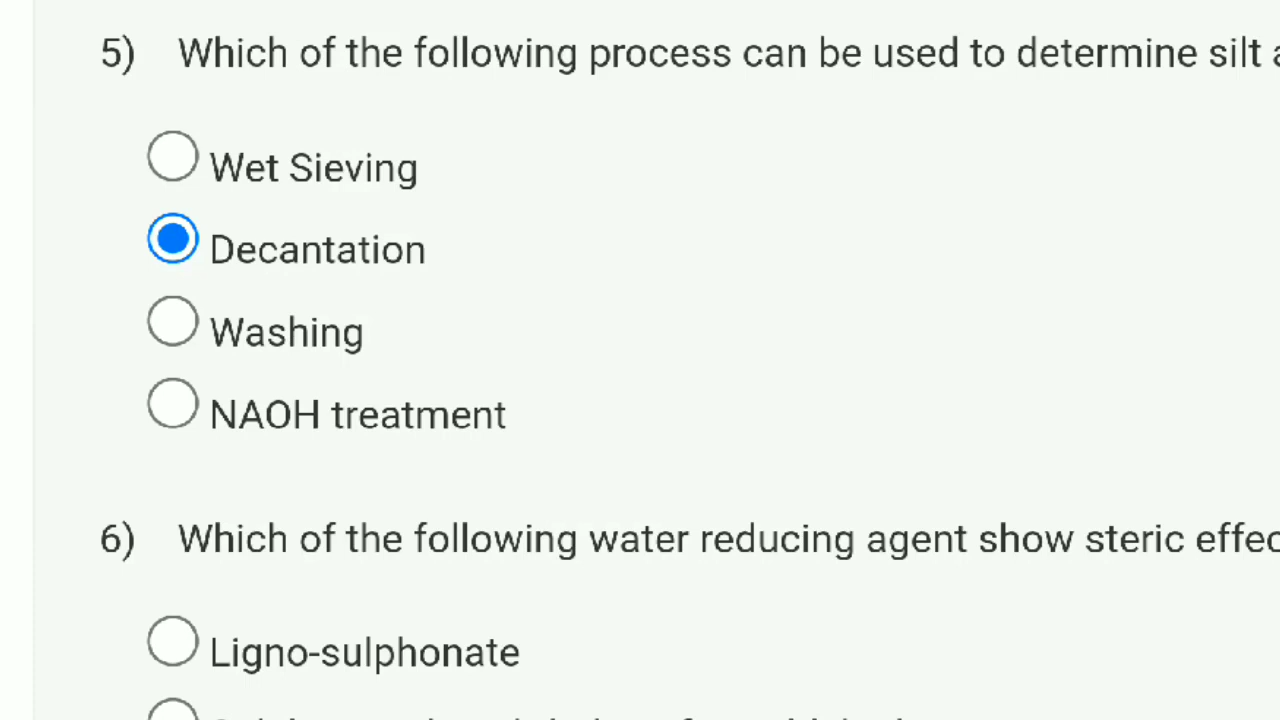 5) Which of the following process can be used to determine silt
Wet Sieving
Decantation
Washing
NAOH treatment
6) Which of the following water reducing agent show steric
Ligno-sulphonate